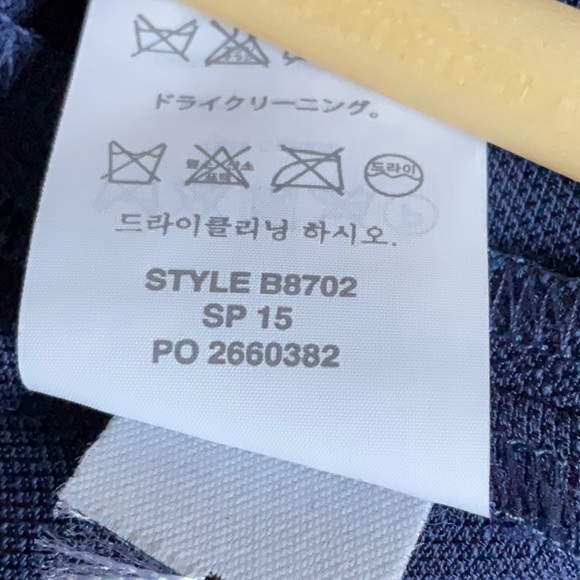 ドライクリーニング。
드라이
드라이클리닝 하시오.
STYLE B8702
SP 15
PO 2660382